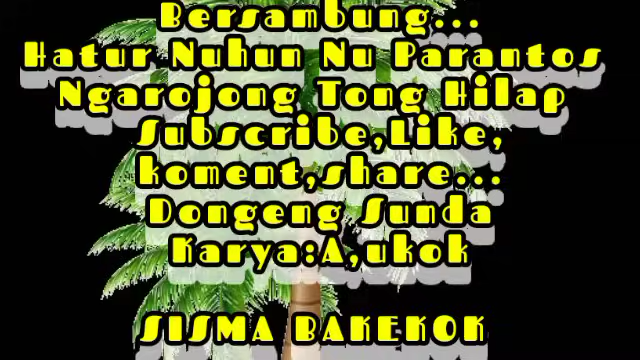 Bersambung...
Hatur Nuhun Nu Parantos
Ngarojong Tong Hilap
Subscribe,Like,
koment,share...
Dongeng Sunda
Karya:A,ukok
SISMA BAKEKOK